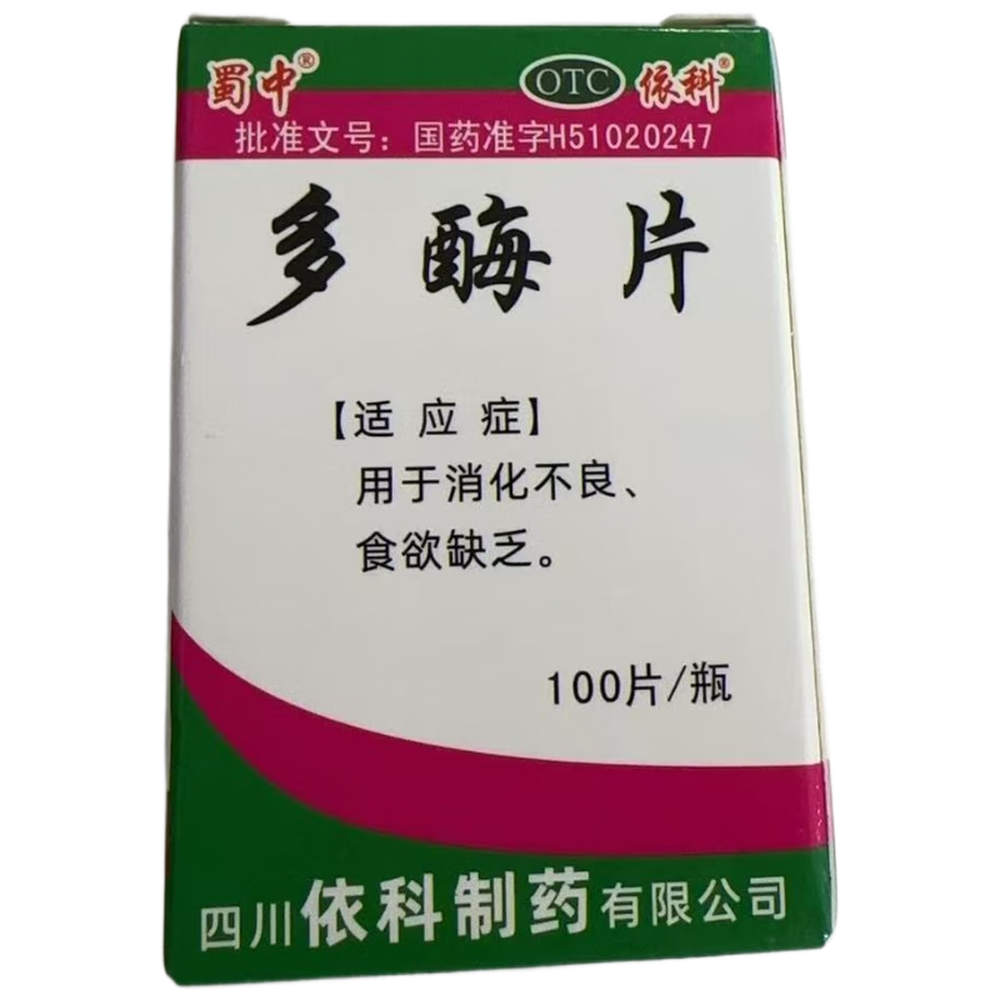 蜀中® OTC 依科®
批准文号：国药准字H51020247
多酶片
【适应症】
用于消化不良、
食欲缺乏。
100片/瓶
四川依科制药有限公司